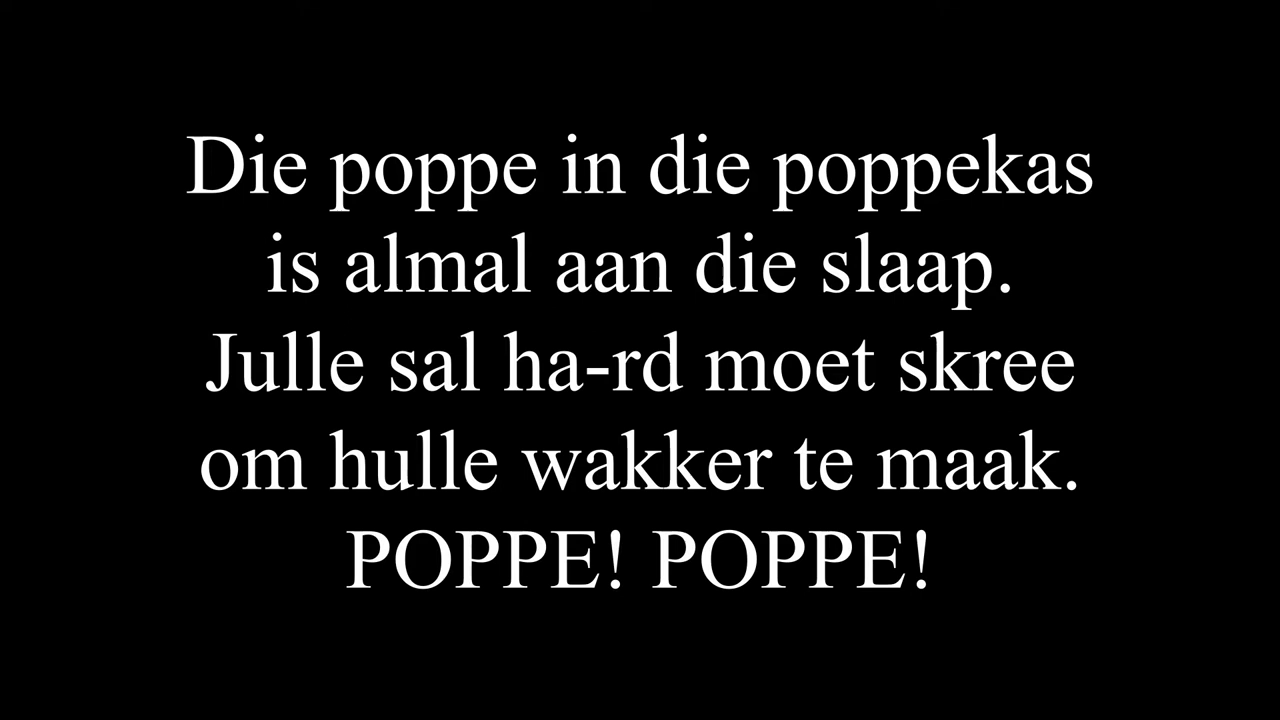 Die poppe in die poppekas
is almal aan die slaap.
Julle sal ha-rd moet skree
om hulle wakker te maak.
POPPE! POPPE!